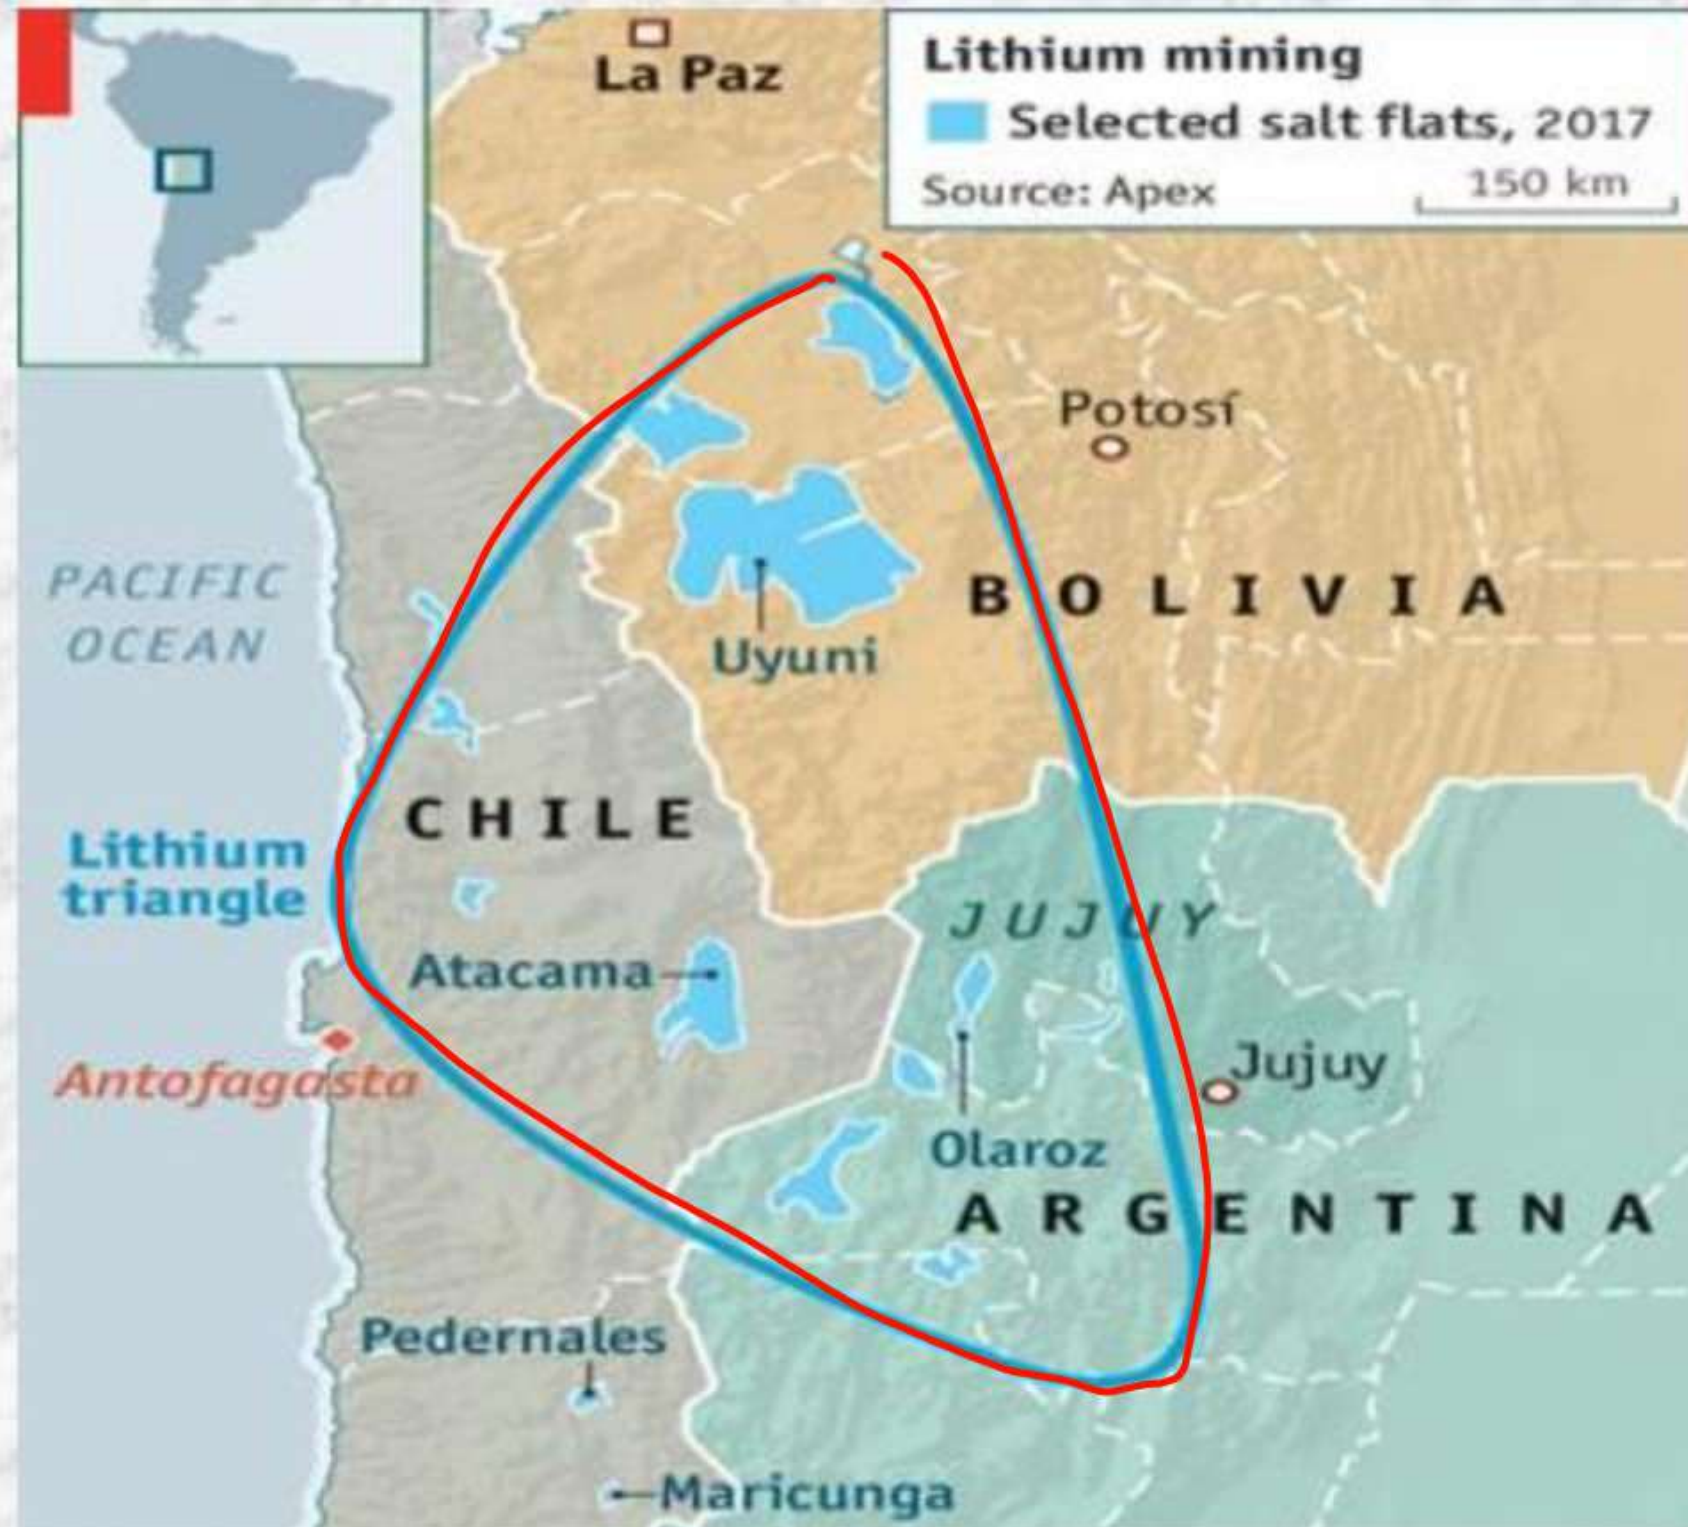 La Paz
Lithium mining
Selected salt flats, 2017
Source: Apex
150 km
Potosí
PACIFIC
OCEAN
BOLIVIA
Uyuni
CHILE
Lithium
triangle
JUJUY
Atacama
Antofagasta
Jujuy
Olaroz
ARGENTINA
Pedernales
Maricunga